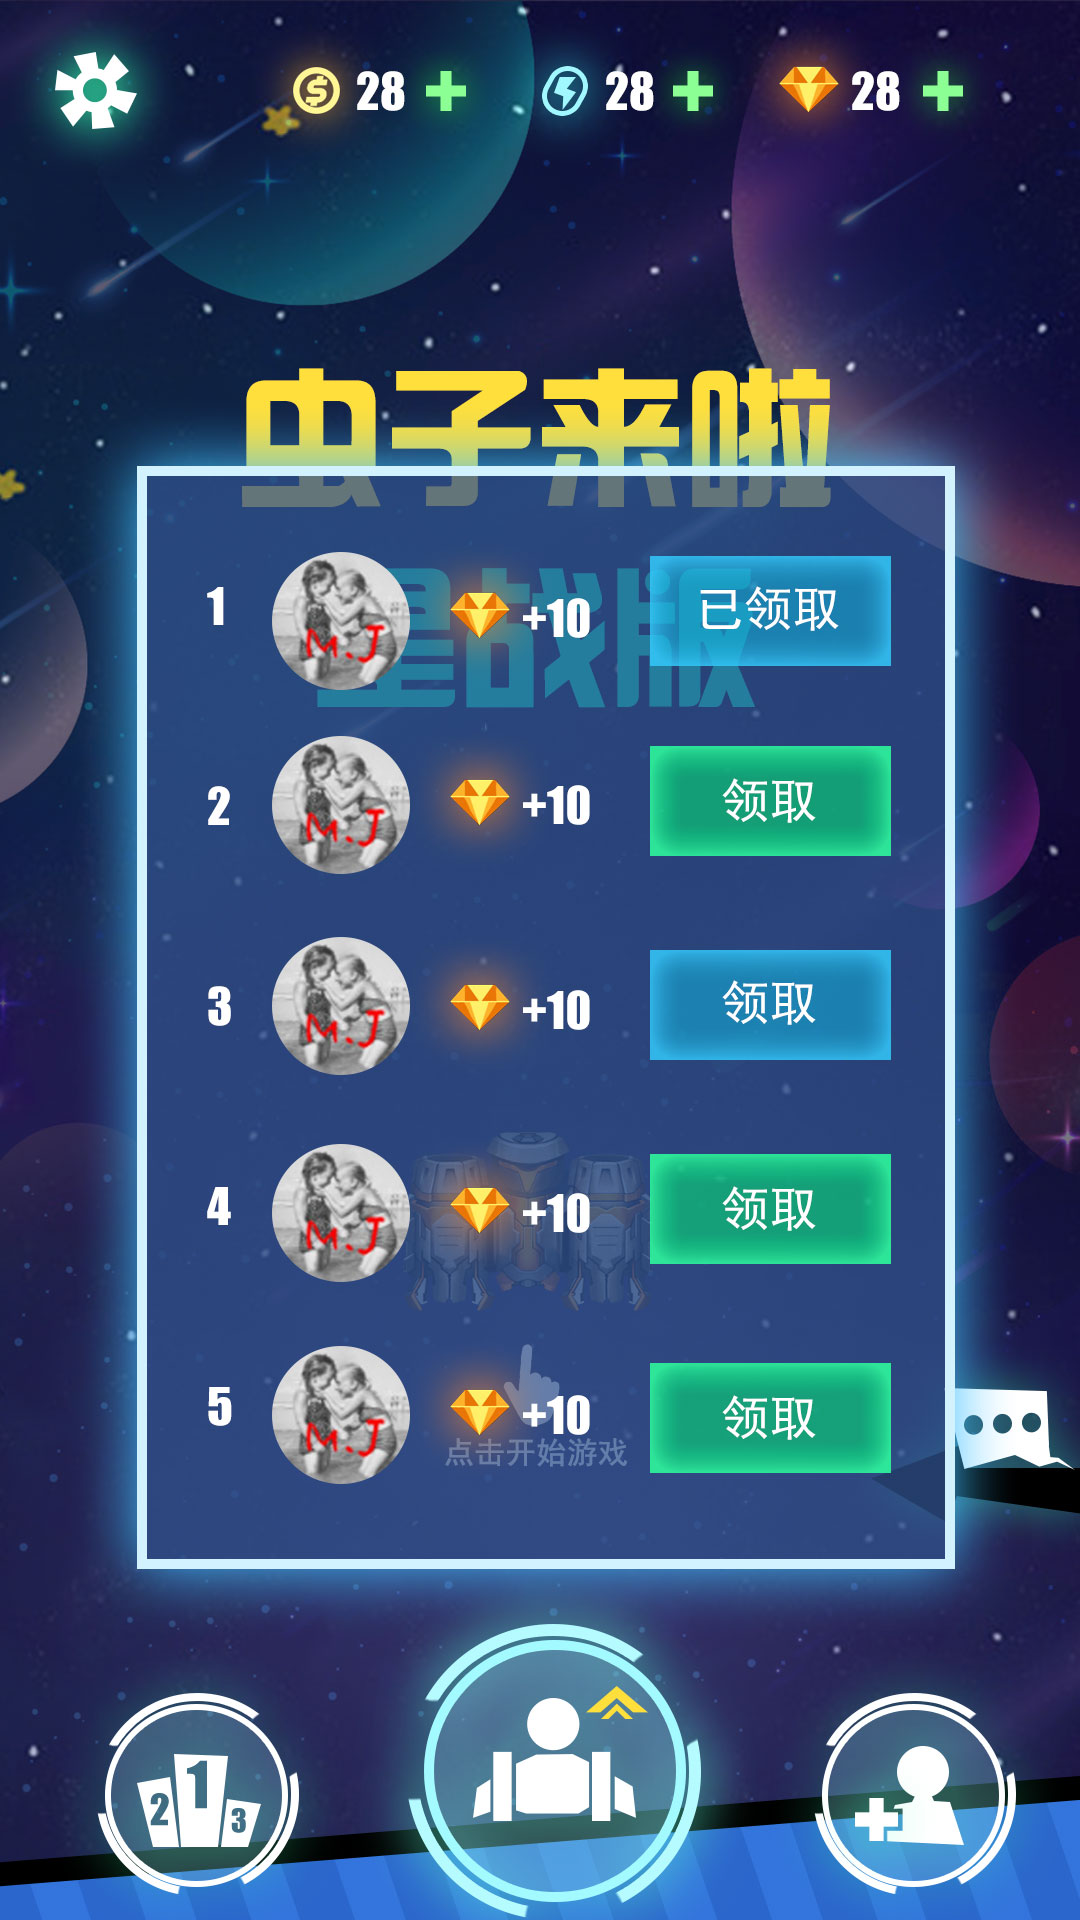 28 28 28
虫子来啦
星战版
1 M.J +10 已领取
2 M.J +10 领取
3 M.J +10 领取
4 M.J +10 领取
5 M.J +10 领取
点击开始游戏
2 1 3